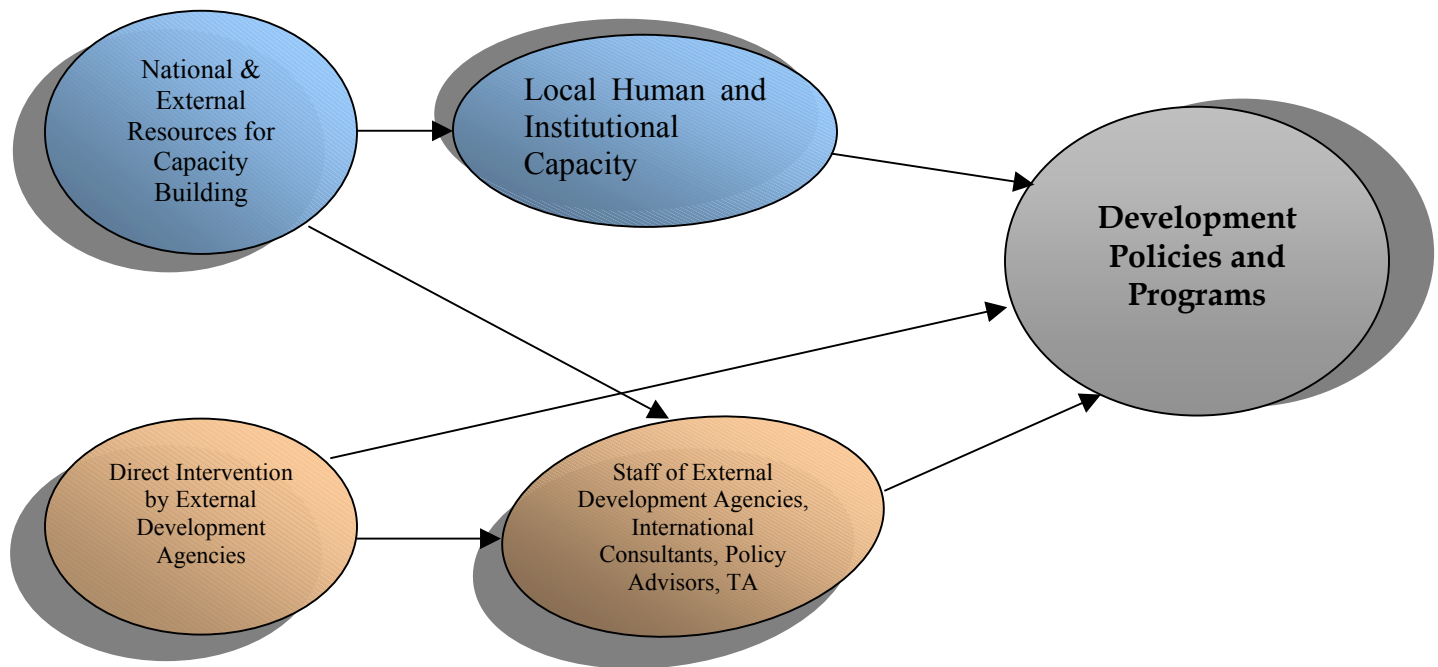 National &
External
Resources for
Capacity
Building
Local Human and
Institutional
Capacity
Development
Policies and
Programs
Direct Intervention
by External
Development
Agencies
Staff of External
Development Agencies,
International
Consultants, Policy
Advisors, TA